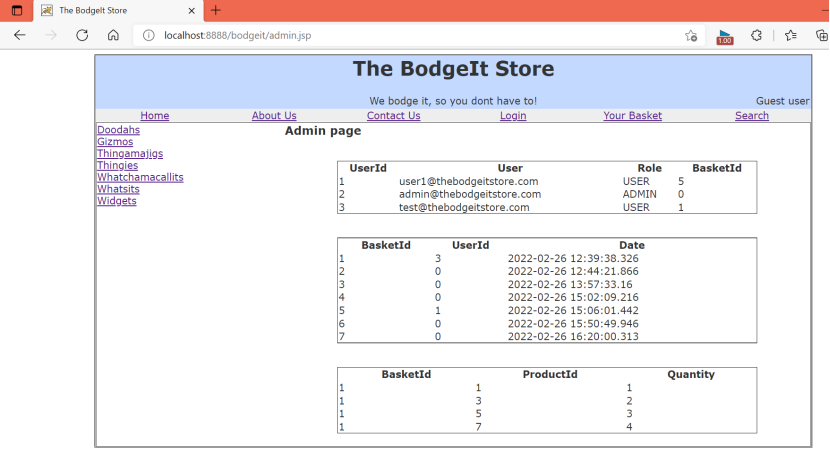 The BodgeIt Store
localhost:8888/bodgeit/admin.jsp
1.00
The BodgeIt Store
We bodge it, so you dont have to!
Guest user
Home About Us Contact Us Login Your Basket Search
Doodahs
Gizmos
Thingamajigs
Thingies
Whatchamacallits
Whatsits
Widgets
Admin page
UserId User Role BasketId
1 user1@thebodgeitstore.com USER 5
2 admin@thebodgeitstore.com ADMIN 0
3 test@thebodgeitstore.com USER 1
BasketId UserId Date
1 3 2022-02-26 12:39:38.326
2 0 2022-02-26 12:44:21.866
3 0 2022-02-26 13:57:33.16
4 0 2022-02-26 15:02:09.216
5 1 2022-02-26 15:06:01.442
6 0 2022-02-26 15:50:49.946
7 0 2022-02-26 16:20:00.313
BasketId ProductId Quantity
1 1 1
1 3 2
1 5 3
1 7 4